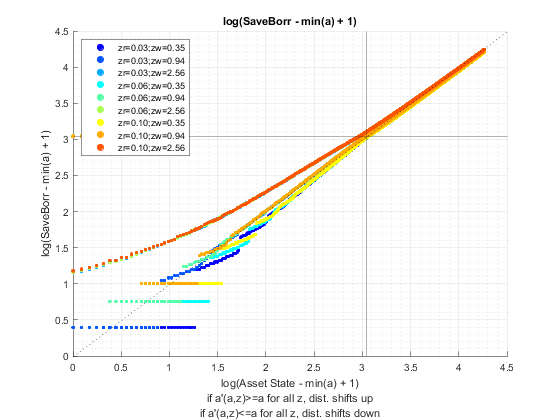 log(SaveBorr - min(a) + 1)
4.5
4
3.5
3
2.5
2
1.5
1
0.5
0
log(SaveBorr - min(a) + 1)
zr=0.03;zw=0.35
zr=0.03;zw=0.94
zr=0.03;zw=2.56
zr=0.06;zw=0.35
zr=0.06;zw=0.94
zr=0.06;zw=2.56
zr=0.10;zw=0.35
zr=0.10;zw=0.94
zr=0.10;zw=2.56
0 0.5 1 1.5 2 2.5 3 3.5 4 4.5
log(Asset State - min(a) + 1)
if a'(a,z)>=a for all z, dist. shifts up
if a'(a,z)<=a for all z, dist. shifts down